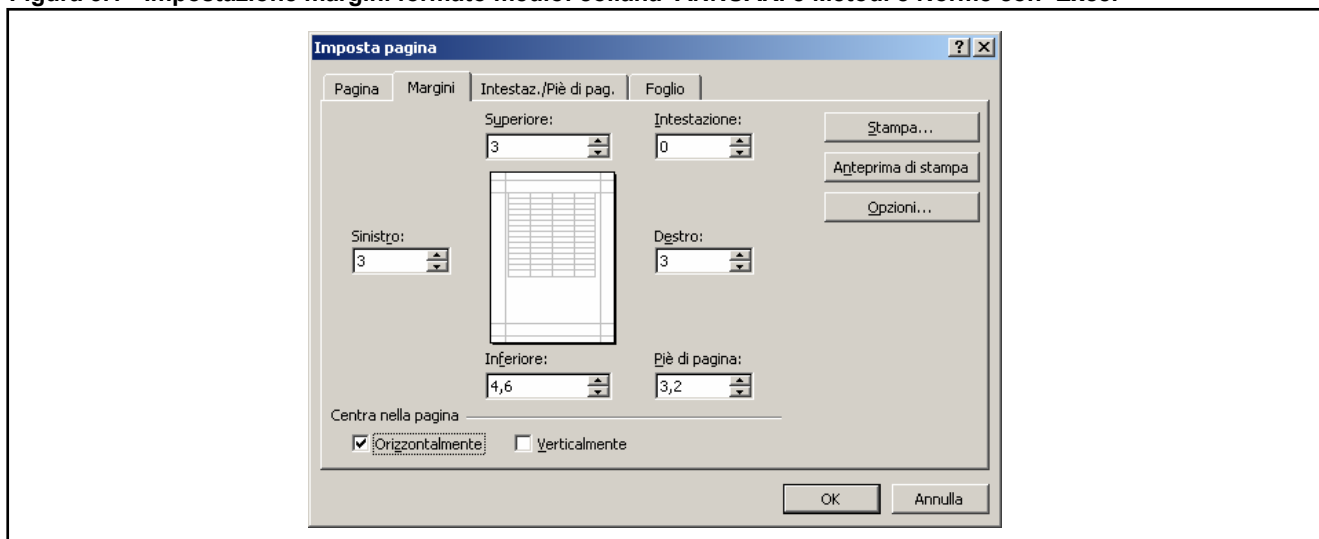 Imposta pagina
Pagina Margini Intestaz./Piè di pag. Foglio
Superiore: Intestazione:
3 0
Stampa...
Anteprima di stampa
Opzioni...
Sinistro: Destro:
3 3
Inferiore: Piè di pagina:
4,6 3,2
Centra nella pagina
Orizzontalmente Verticalmente
OK Annulla